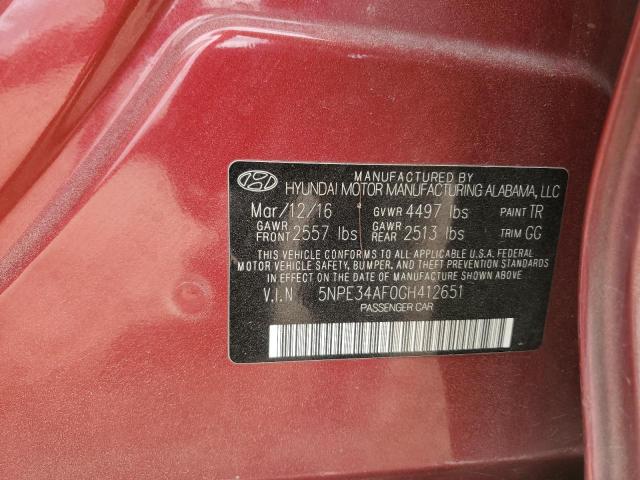 MANUFACTURED BY
HYUNDAI MOTOR MANUFACTURING ALABAMA, LLC
Mar/12/16 GVWR 4497 lbs PAINT TR
GAWR FRONT 2557 lbs GAWR REAR 2513 lbs TRIM GG
THIS VEHICLE CONFORMS TO ALL APPLICABLE U.S.A. FEDERAL
MOTOR VEHICLE SAFETY, BUMPER, AND THEFT PREVENTION STANDARDS
IN EFFECT ON THE DATE OF MANUFACTURE SHOWN ABOVE.
V.I.N 5NPE34AF0GH412651
PASSENGER CAR